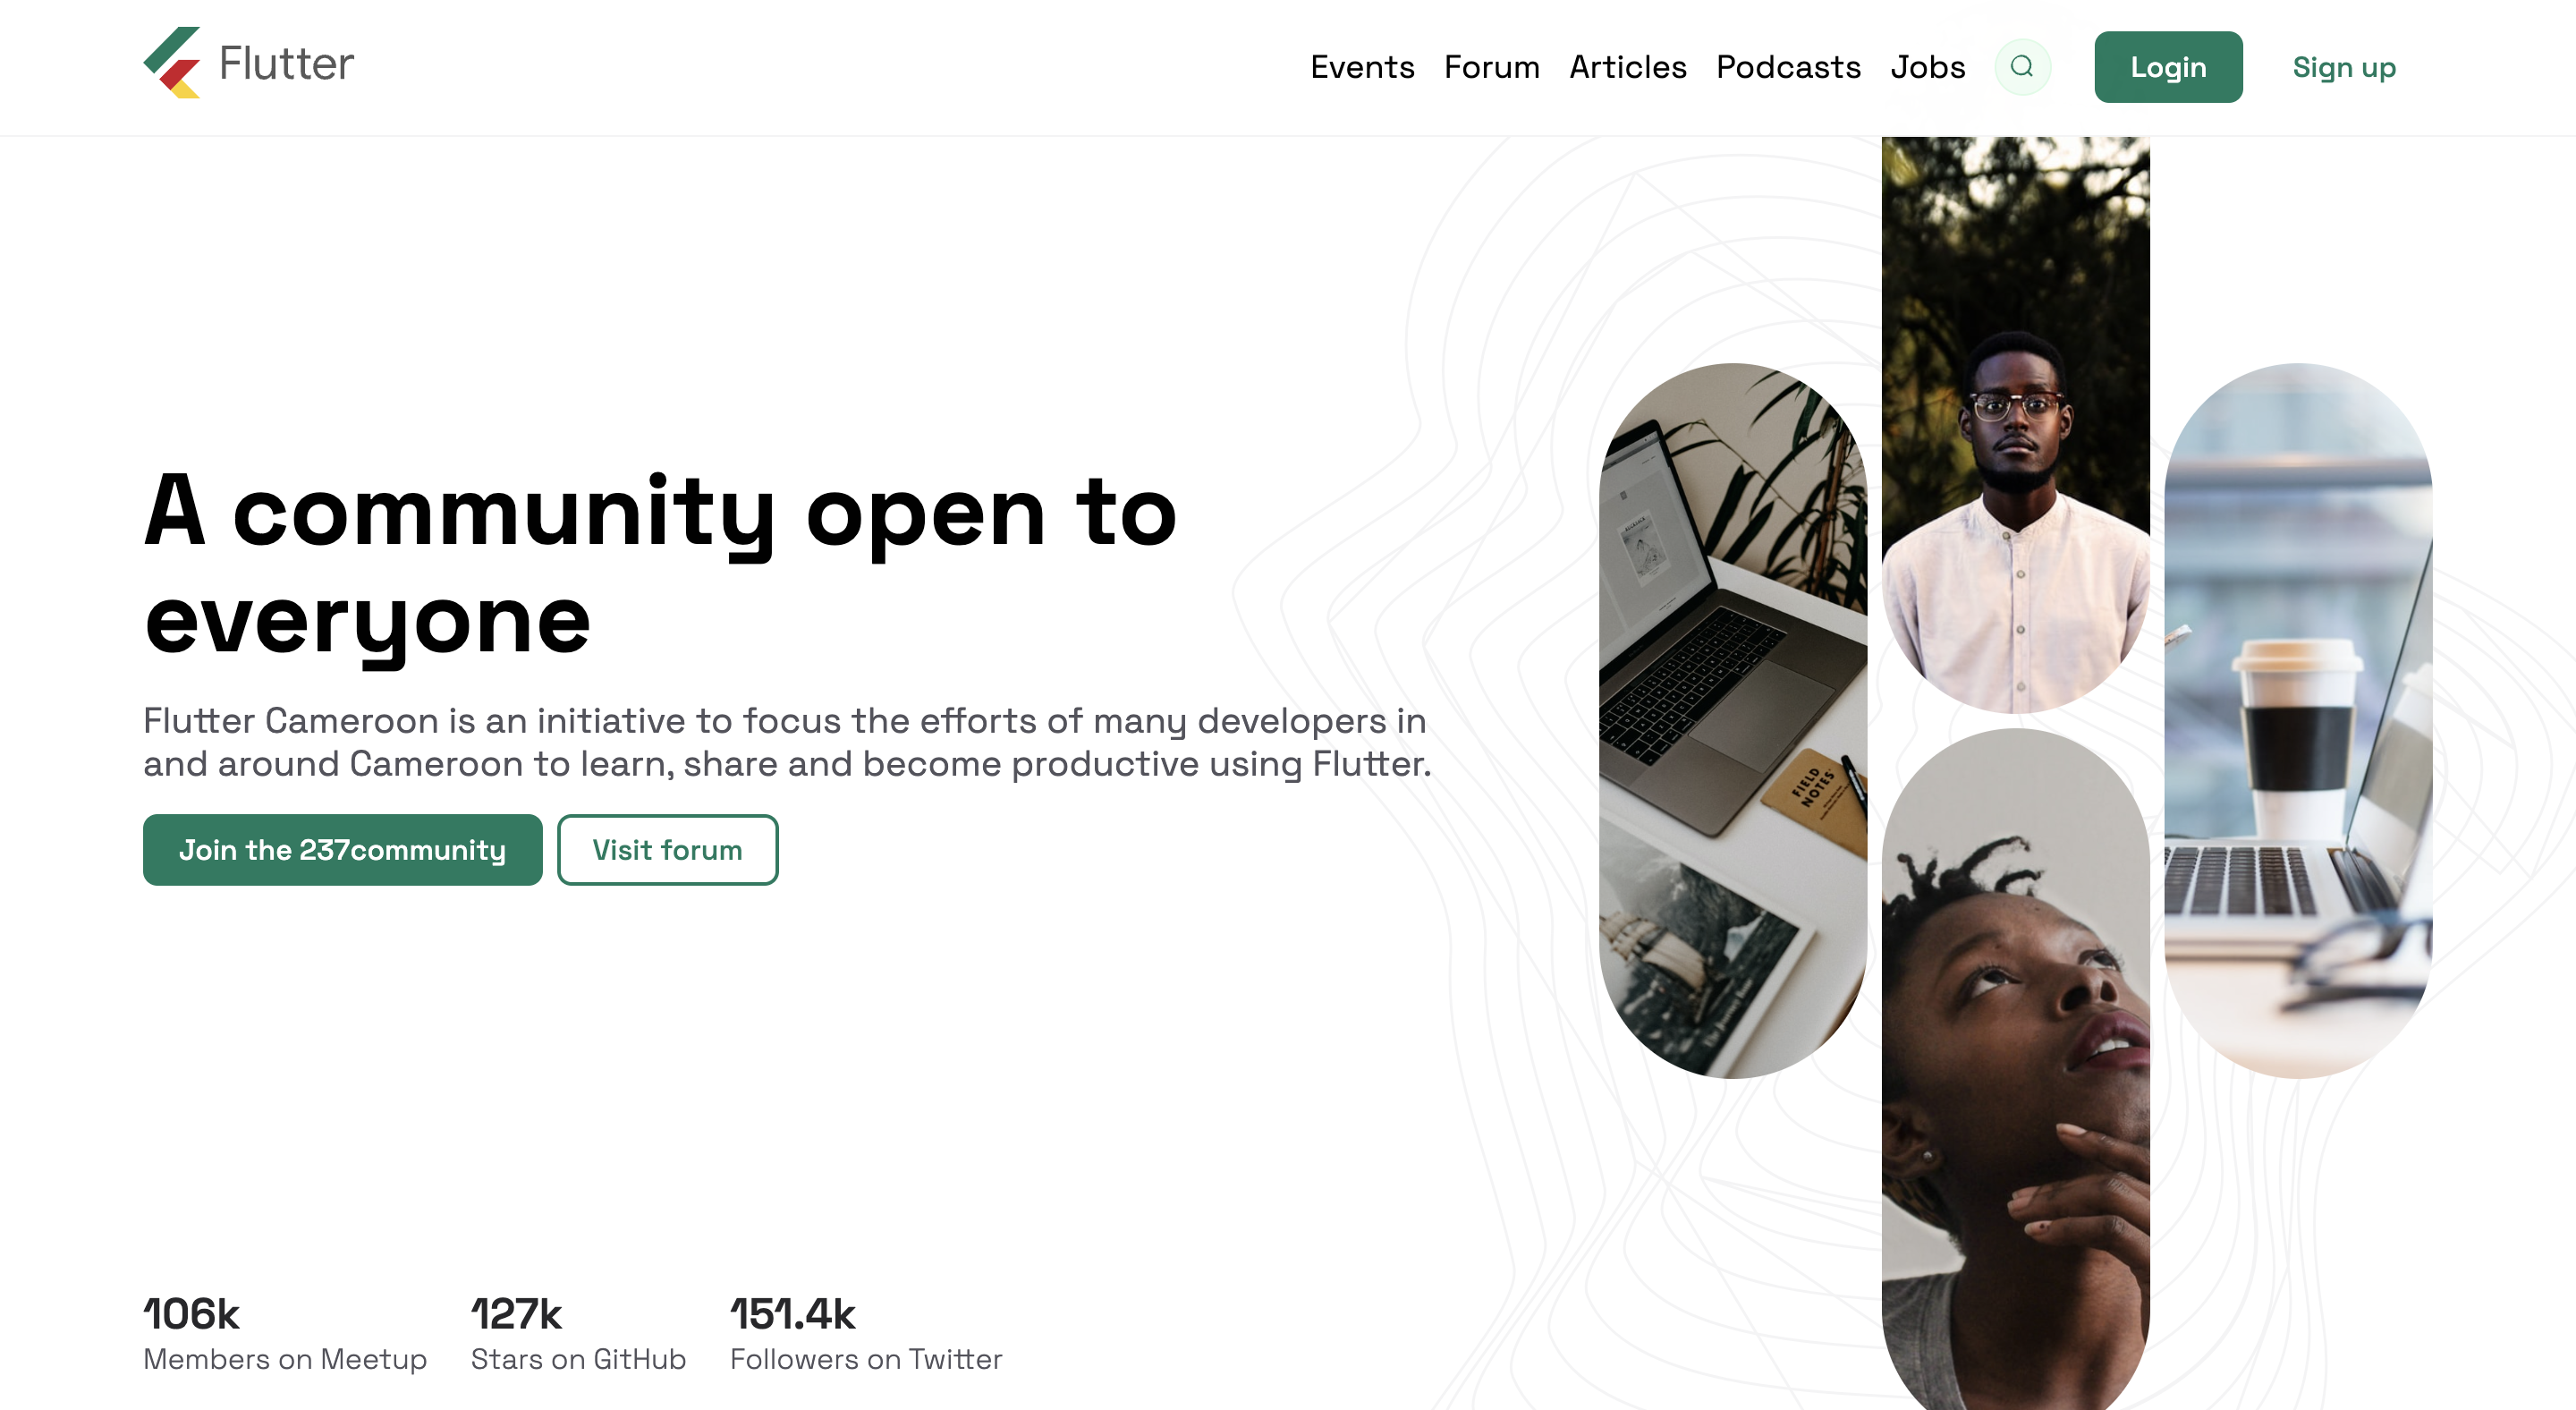 Flutter
Events Forum Articles Podcasts Jobs Login Sign up
A community open to
everyone
Flutter Cameroon is an initiative to focus the efforts of many developers in
and around Cameroon to learn, share and become productive using Flutter.
Join the 237community Visit forum
FIELD
NOTES
106k 127k 151.4k
Members on Meetup Stars on GitHub Followers on Twitter